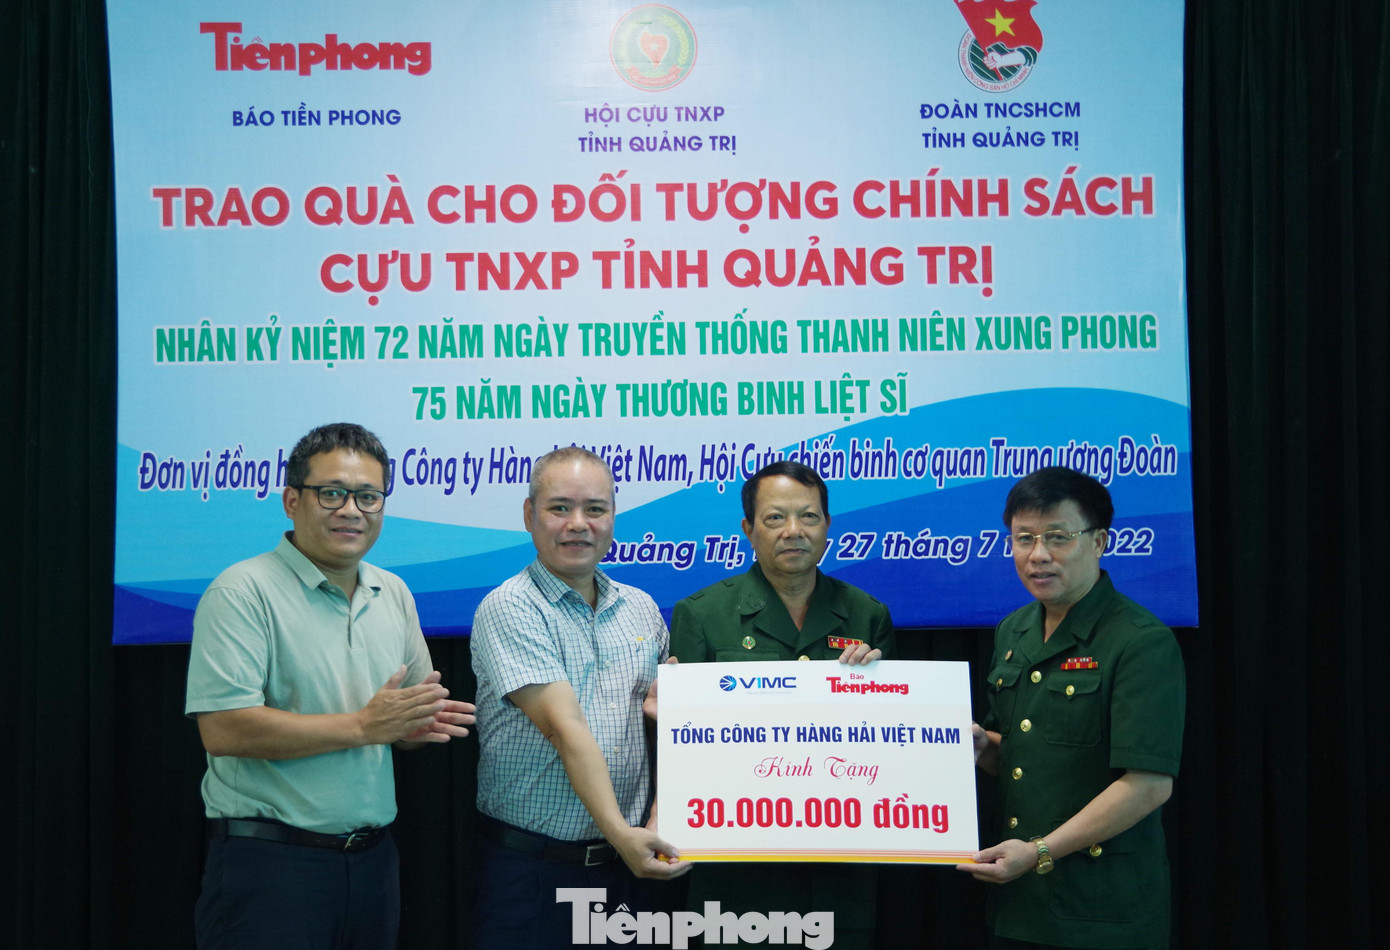 Tiềnphong
BÁO TIỀN PHONG
HỘI CỰU TNXP
TỈNH QUẢNG TRỊ
ĐOÀN TNCSHCM
TỈNH QUẢNG TRỊ
TRAO QUÀ CHO ĐỐI TƯỢNG CHÍNH SÁCH
CỰU TNXP TỈNH QUẢNG TRỊ
NHÂN KỶ NIỆM 72 NĂM NGÀY TRUYỀN THỐNG THANH NIÊN XUNG PHONG
75 NĂM NGÀY THƯƠNG BINH LIỆT SĨ
Đơn vị đồng Công ty Hàng Việt Nam, Hội Cựu chiến binh cơ quan Trung ương Đoàn
Quảng Trị, 27 tháng 7 2022
VIMC
Báo
Tiềnphong
TỔNG CÔNG TY HÀNG HẢI VIỆT NAM
Kính Tặng
30.000.000 đồng
Tiềnphong